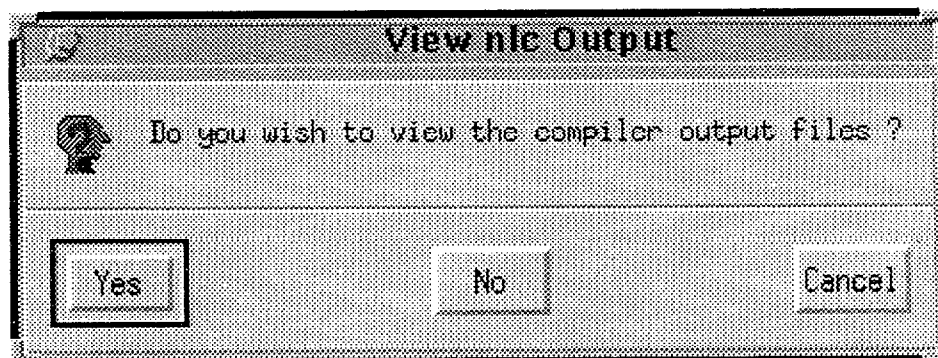 View nlc Output
Do you wish to view the compiler output files ?
Yes
No
Cancel